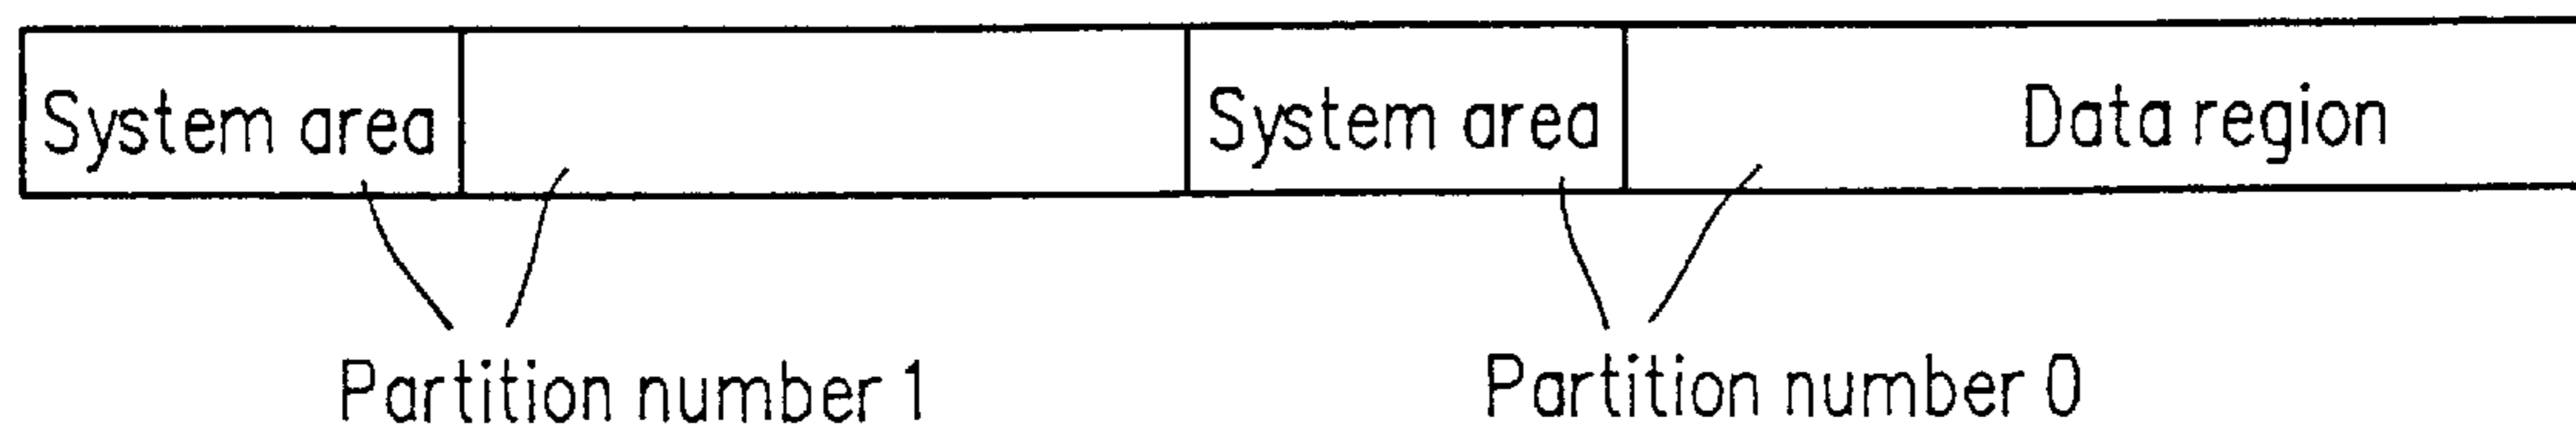 System area System area Data region
Partition number 1 Partition number 0